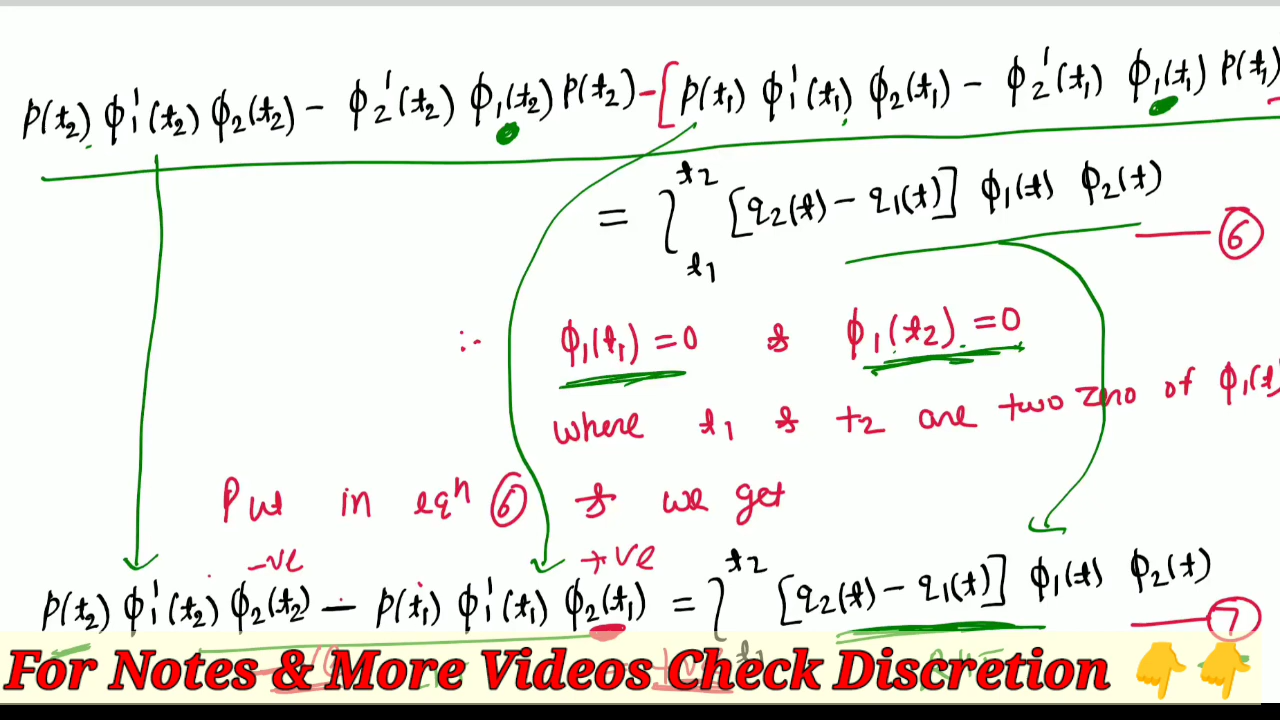 p(t₂) ϕ₁'(t₂) ϕ₂(t₂) − ϕ₂'(t₂) ϕ₁(t₂) p(t₂) − [p(t₁) ϕ₁'(t₁) ϕ₂(t₁) − ϕ₂'(t₁) ϕ₁(t₁) p(t₁)
= ∫ₜ₁ᵗ² [q₂(t) − q₁(t)] ϕ₁(t) ϕ₂(t) — ⑥
∵ ϕ₁(t₁) = 0 & ϕ₁(t₂) = 0
where t₁ & t₂ are two zero of ϕ₁(t)
Put in eqⁿ ⑥ & we get
-ve +ve
p(t₂) ϕ₁'(t₂) ϕ₂(t₂) − p(t₁) ϕ₁'(t₁) ϕ₂(t₁) = ∫ₜ₁ᵗ² [q₂(t) − q₁(t)] ϕ₁(t) ϕ₂(t) — ⑦
For Notes & More Videos Check Discretion 👇👇